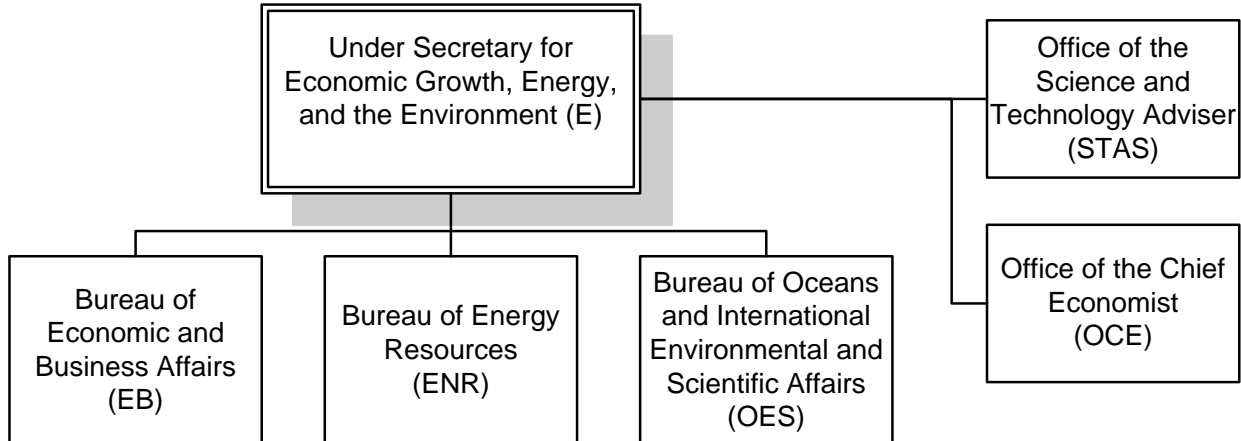 Under Secretary for
Economic Growth, Energy,
and the Environment (E)
Office of the
Science and
Technology Adviser
(STAS)
Office of the Chief
Economist
(OCE)
Bureau of
Economic and
Business Affairs
(EB)
Bureau of Energy
Resources
(ENR)
Bureau of Oceans
and International
Environmental and
Scientific Affairs
(OES)